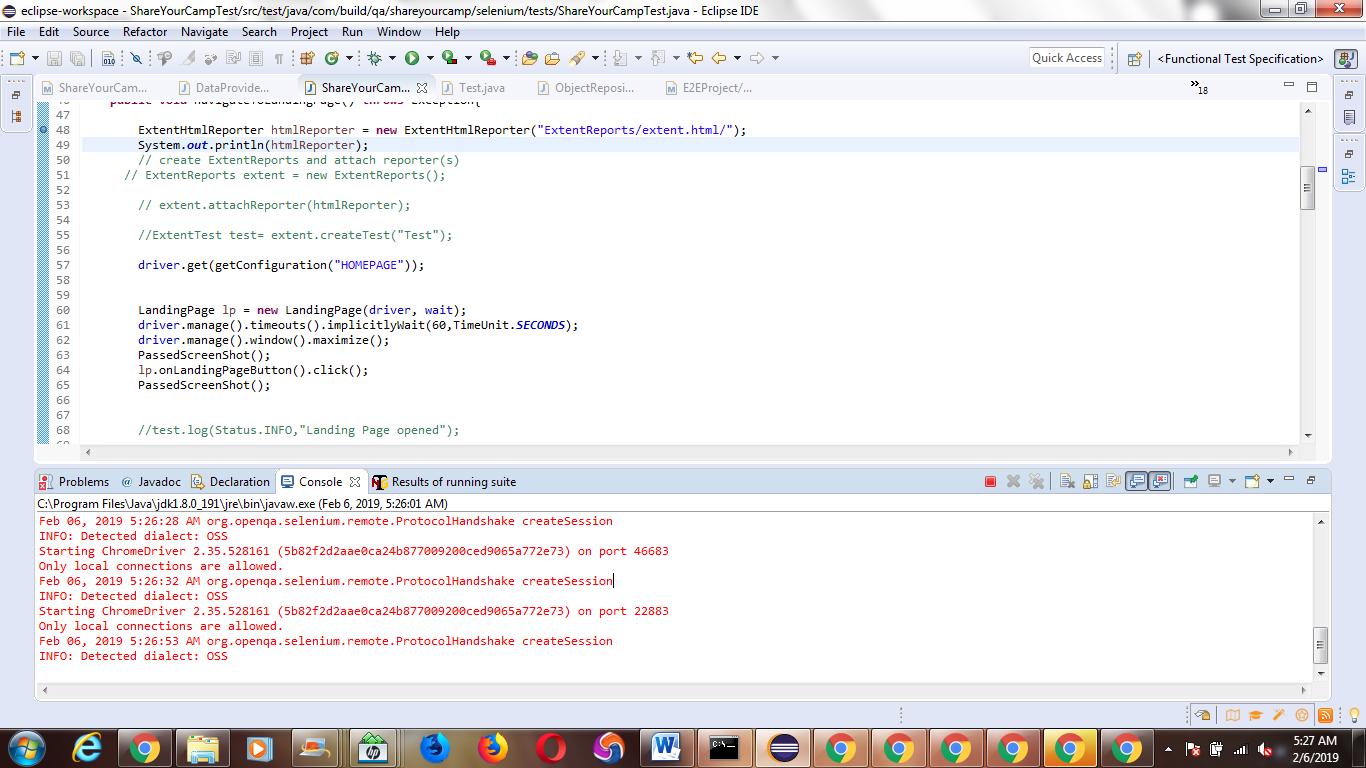 eclipse-workspace - ShareYourCampTest/src/test/java/com/build/qa/shareyourcamp/selenium/tests/ShareYourCampTest.java - Eclipse IDE
File Edit Source Refactor Navigate Search Project Run Window Help
Quick Access <Functional Test Specification>
ShareYourCam... DataProvide... ShareYourCam... Test.java ObjectReposi... E2EProject/... 18
46 public void navigateToLandingPage() throws Exception{
47
48 ExtentHtmlReporter htmlReporter = new ExtentHtmlReporter("ExtentReports/extent.html/");
49 System.out.println(htmlReporter);
50 // create ExtentReports and attach reporter(s)
51 // ExtentReports extent = new ExtentReports();
52
53 // extent.attachReporter(htmlReporter);
54
55 //ExtentTest test= extent.createTest("Test");
56
57 driver.get(getConfiguration("HOMEPAGE"));
58
59
60 LandingPage lp = new LandingPage(driver, wait);
61 driver.manage().timeouts().implicitlyWait(60,TimeUnit.SECONDS);
62 driver.manage().window().maximize();
63 PassedScreenShot();
64 lp.onLandingPageButton().click();
65 PassedScreenShot();
66
67
68 //test.log(Status.INFO,"Landing Page opened");
Problems @ Javadoc Declaration Console Results of running suite
C:\Program Files\Java\jdk1.8.0_191\jre\bin\javaw.exe (Feb 6, 2019, 5:26:01 AM)
Feb 06, 2019 5:26:28 AM org.openqa.selenium.remote.ProtocolHandshake createSession
INFO: Detected dialect: OSS
Starting ChromeDriver 2.35.528161 (5b82f2d2aae0ca24b877009200ced9065a772e73) on port 46683
Only local connections are allowed.
Feb 06, 2019 5:26:32 AM org.openqa.selenium.remote.ProtocolHandshake createSession
INFO: Detected dialect: OSS
Starting ChromeDriver 2.35.528161 (5b82f2d2aae0ca24b877009200ced9065a772e73) on port 22883
Only local connections are allowed.
Feb 06, 2019 5:26:53 AM org.openqa.selenium.remote.ProtocolHandshake createSession
INFO: Detected dialect: OSS
5:27 AM
2/6/2019